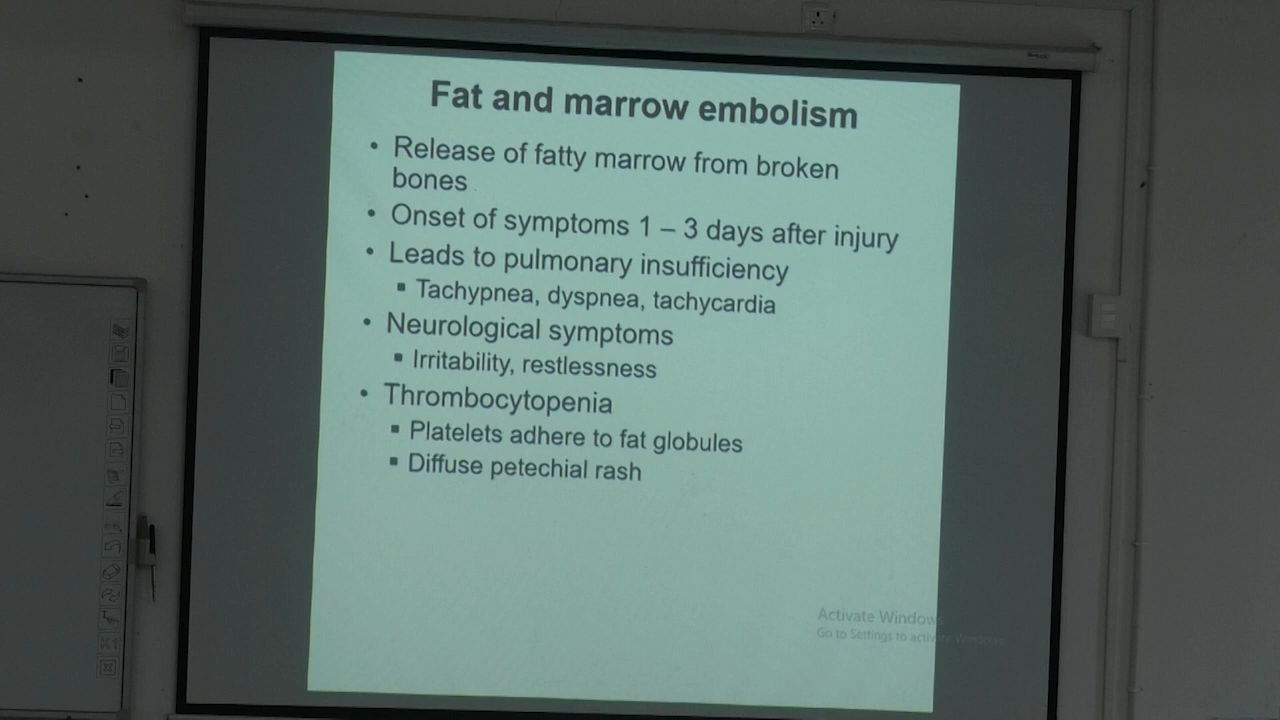 Fat and marrow embolism
• Release of fatty marrow from broken
bones
• Onset of symptoms 1 – 3 days after injury
• Leads to pulmonary insufficiency
▪ Tachypnea, dyspnea, tachycardia
• Neurological symptoms
▪ Irritability, restlessness
• Thrombocytopenia
▪ Platelets adhere to fat globules
▪ Diffuse petechial rash
Activate Windows
Go to Settings to activate Windows.